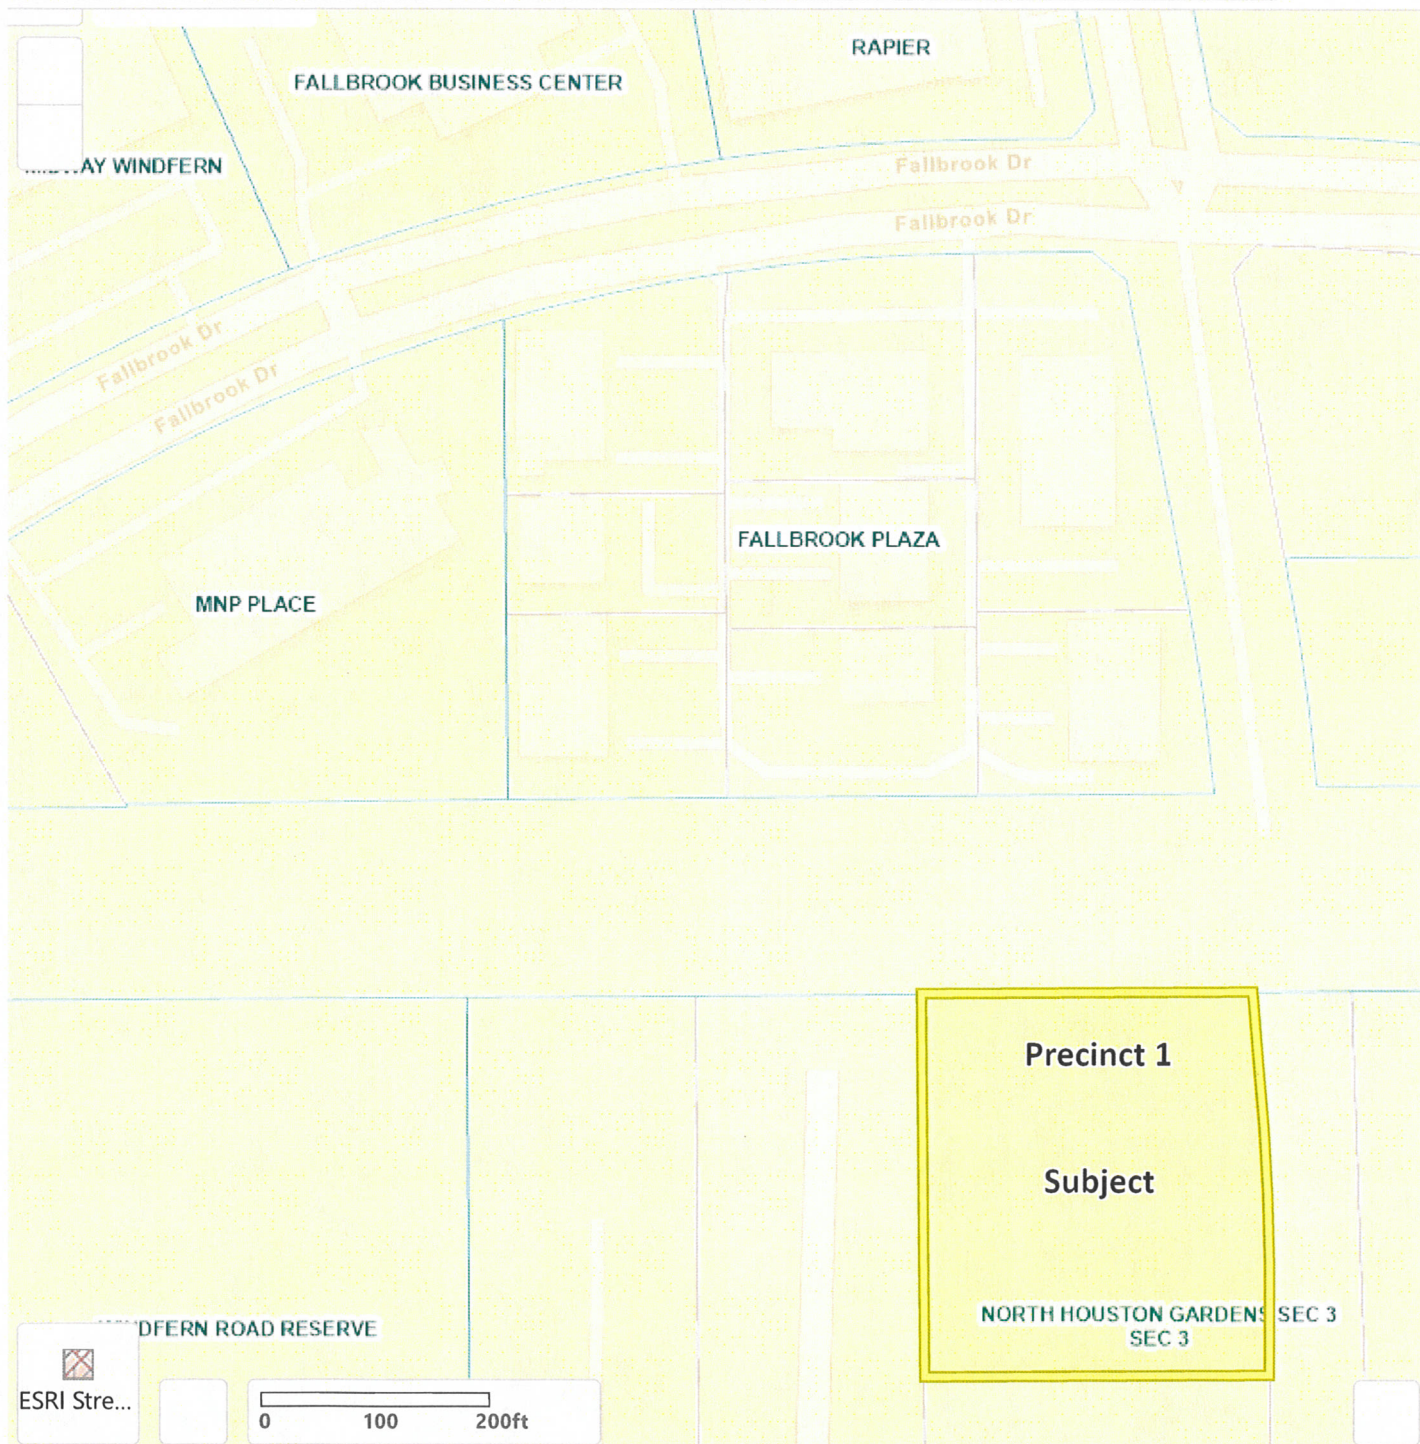 RAPIER
FALLBROOK BUSINESS CENTER
AY WINDFERN
Fallbrook Dr
Fallbrook Dr
Fallbrook Dr
Fallbrook Dr
FALLBROOK PLAZA
MNP PLACE
Precinct 1
Subject
NORTH HOUSTON GARDENS SEC 3
SEC 3
DFERN ROAD RESERVE
ESRI Stre...
0 100 200ft